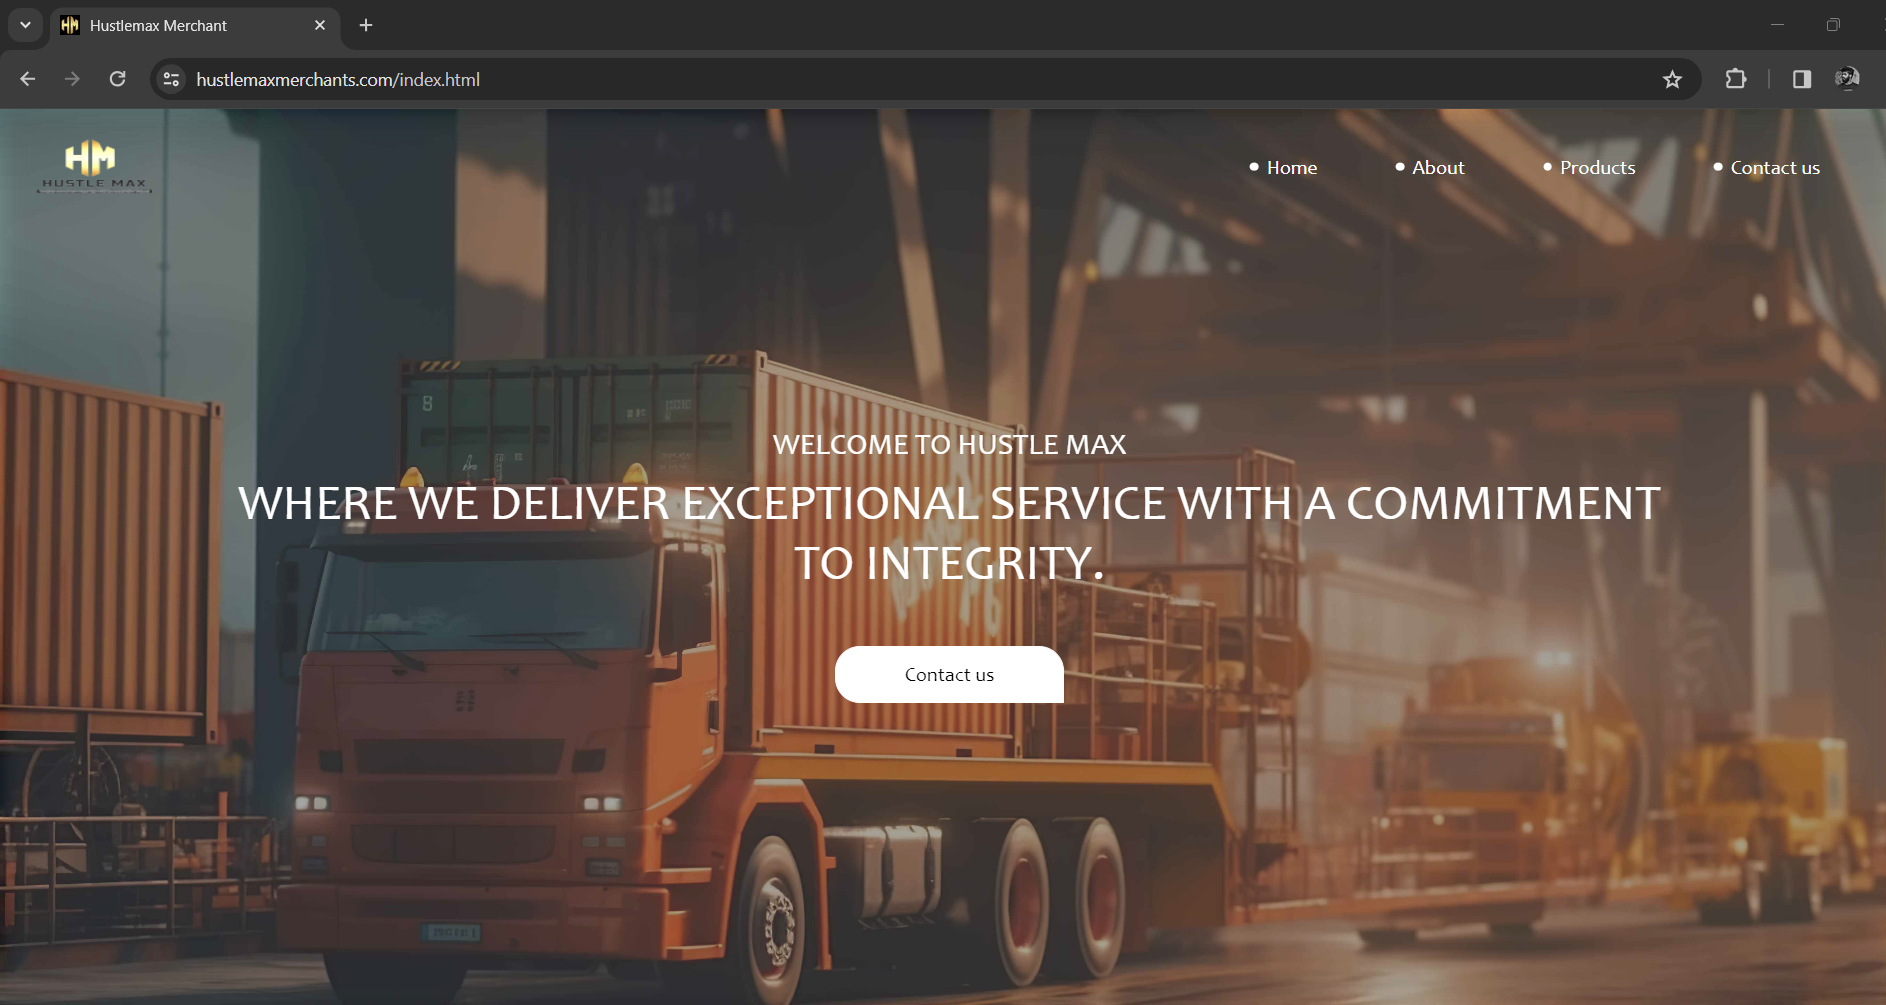 Hustlemax Merchant
hustlemaxmerchants.com/index.html
HM
HUSTLE MAX
Home
About
Products
Contact us
8
WELCOME TO HUSTLE MAX
WHERE WE DELIVER EXCEPTIONAL SERVICE WITH A COMMITMENT
TO INTEGRITY.
Contact us